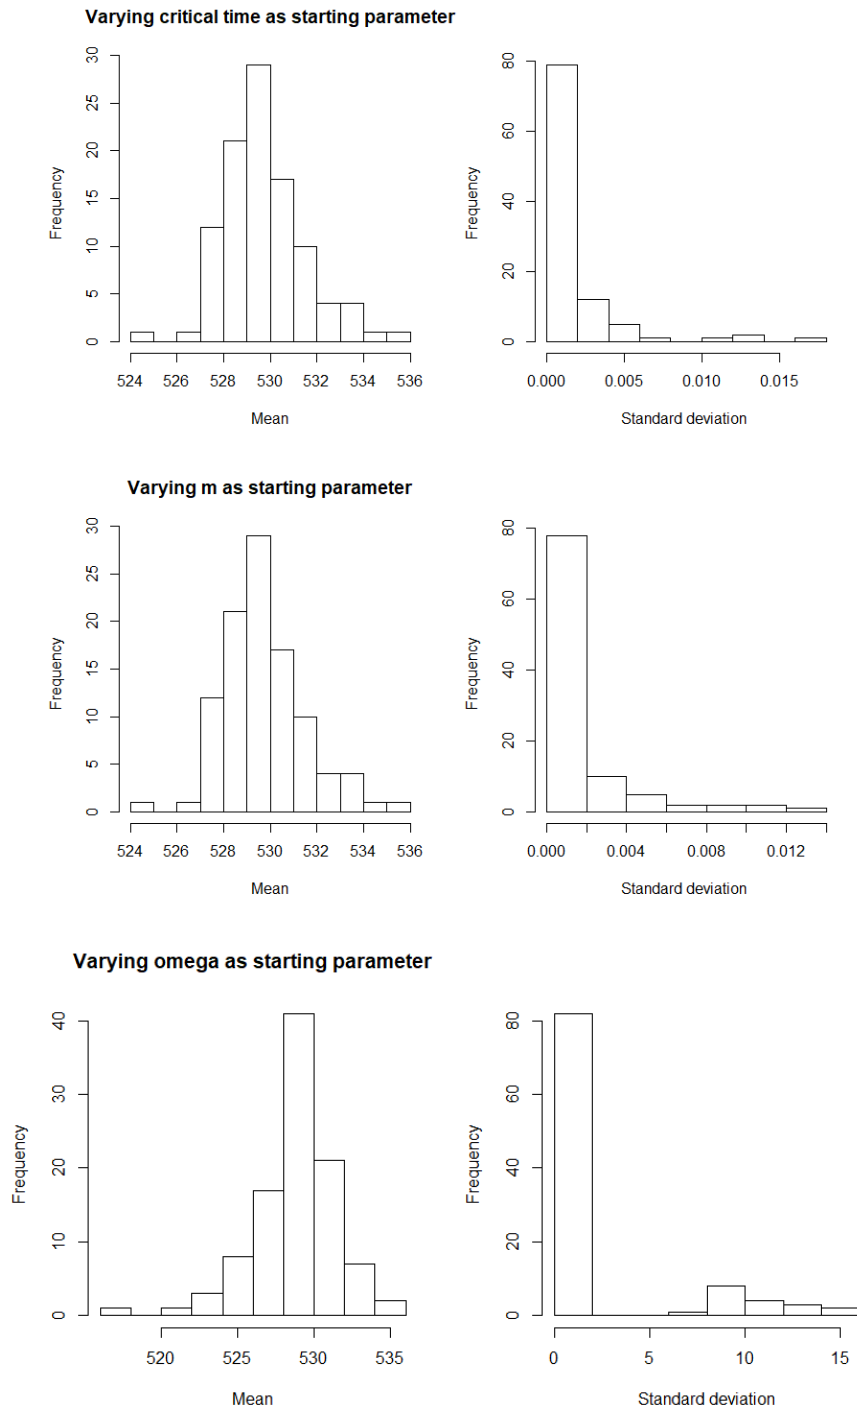 Varying critical time as starting parameter
Frequency
0 5 10 15 20 25 30
524 526 528 530 532 534 536
Mean
Frequency
0 20 40 60 80
0.000 0.005 0.010 0.015
Standard deviation
Varying m as starting parameter
Frequency
0 5 10 15 20 25 30
524 526 528 530 532 534 536
Mean
Frequency
0 20 40 60 80
0.000 0.004 0.008 0.012
Standard deviation
Varying omega as starting parameter
Frequency
0 10 20 30 40
520 525 530 535
Mean
Frequency
0 20 40 60 80
0 5 10 15
Standard deviation